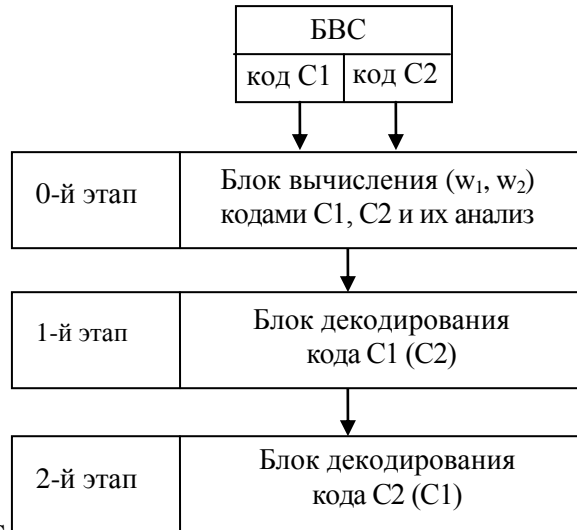 БВС
код С1 код С2
0-й этап
Блок вычисления (w₁, w₂)
кодами С1, С2 и их анализ
1-й этап
Блок декодирования
кода С1 (С2)
2-й этап
Блок декодирования
кода С2 (С1)